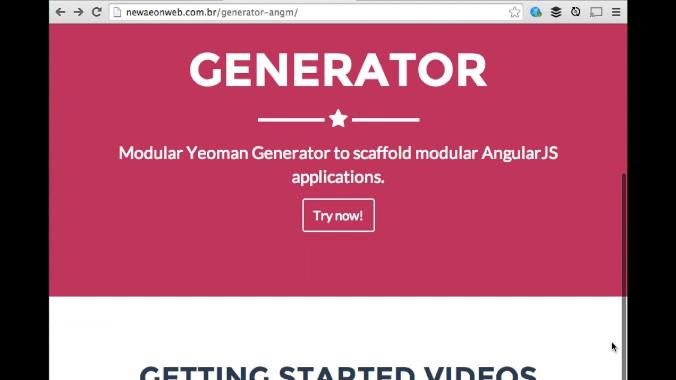 newaeonweb.com.br/generator-angm/
GENERATOR
Modular Yeoman Generator to scaffold modular AngularJS
applications.
Try now!
GETTING STARTED VIDEOS